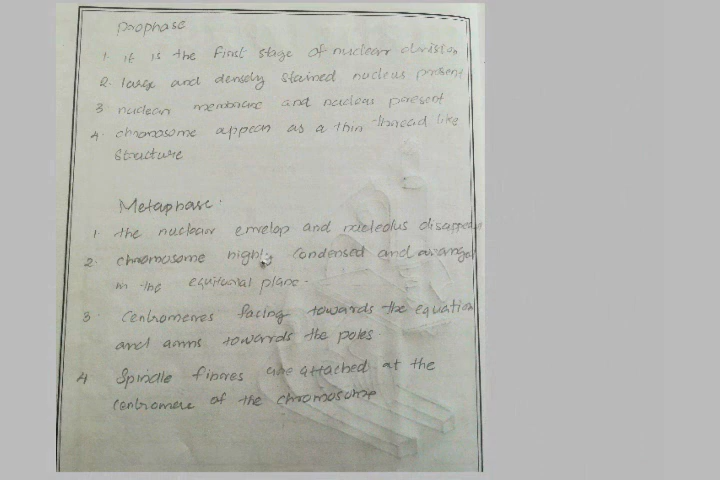 Prophase
1. it is the first stage of nuclear division
2. large and densely stained nucleus present
3 nuclear membrane and nucleus present
4. chromosome appear as a thin thread like
structure
Metaphase:
1 the nuclear envelop and nucleolus disappear
2. chromosome highly condensed and arranged
in the equitorial plane.
3. Centromeres facing towards the equation
and arms towards the poles
4 Spindle fibres are attached at the
centromere of the chromosome